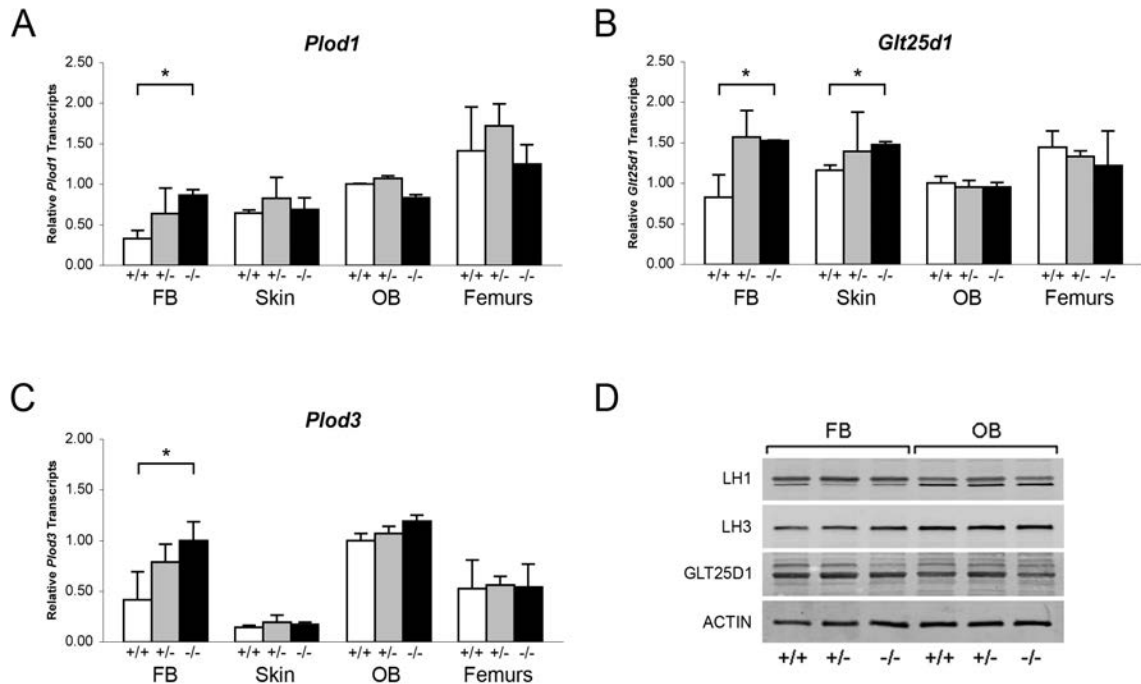 A
Plod1
Relative Plod1 Transcripts
2.50
2.00
1.50
1.00
0.50
0.00
*
+/+ +/- -/- +/+ +/- -/- +/+ +/- -/- +/+ +/- -/-
FB Skin OB Femurs
B
Glt25d1
Relative Glt25d1 Transcripts
2.50
2.00
1.50
1.00
0.50
0.00
* *
+/+ +/- -/- +/+ +/- -/- +/+ +/- -/- +/+ +/- -/-
FB Skin OB Femurs
C
Plod3
Relative Plod3 Transcripts
2.00
1.50
1.00
0.50
0.00
*
+/+ +/- -/- +/+ +/- -/- +/+ +/- -/- +/+ +/- -/-
FB Skin OB Femurs
D
FB OB
LH1
LH3
GLT25D1
ACTIN
+/+ +/- -/- +/+ +/- -/-